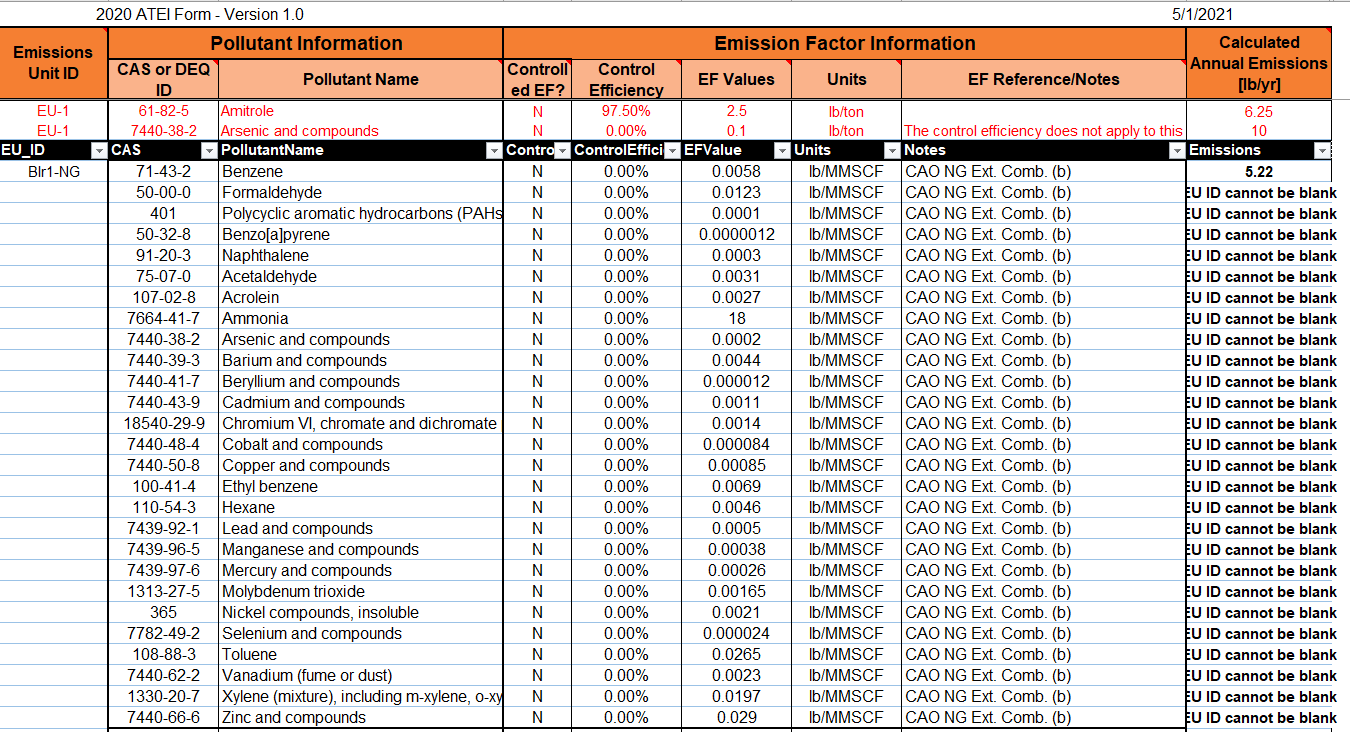 2020 ATEI Form - Version 1.0 5/1/2021
Emissions Unit ID Pollutant Information Emission Factor Information Calculated Annual Emissions [lb/yr]
CAS or DEQ ID Pollutant Name Controlled EF? Control Efficiency EF Values Units EF Reference/Notes
EU-1 61-82-5 Amitrole N 97.50% 2.5 lb/ton 6.25
EU-1 7440-38-2 Arsenic and compounds N 0.00% 0.1 lb/ton The control efficiency does not apply to this 10
EU_ID CAS PollutantName Contro ControlEffici EFValue Units Notes Emissions
Blr1-NG 71-43-2 Benzene N 0.00% 0.0058 lb/MMSCF CAO NG Ext. Comb. (b) 5.22
50-00-0 Formaldehyde N 0.00% 0.0123 lb/MMSCF CAO NG Ext. Comb. (b) EU ID cannot be blank
401 Polycyclic aromatic hydrocarbons (PAHs N 0.00% 0.0001 lb/MMSCF CAO NG Ext. Comb. (b) EU ID cannot be blank
50-32-8 Benzo[a]pyrene N 0.00% 0.0000012 lb/MMSCF CAO NG Ext. Comb. (b) EU ID cannot be blank
91-20-3 Naphthalene N 0.00% 0.0003 lb/MMSCF CAO NG Ext. Comb. (b) EU ID cannot be blank
75-07-0 Acetaldehyde N 0.00% 0.0031 lb/MMSCF CAO NG Ext. Comb. (b) EU ID cannot be blank
107-02-8 Acrolein N 0.00% 0.0027 lb/MMSCF CAO NG Ext. Comb. (b) EU ID cannot be blank
7664-41-7 Ammonia N 0.00% 18 lb/MMSCF CAO NG Ext. Comb. (b) EU ID cannot be blank
7440-38-2 Arsenic and compounds N 0.00% 0.0002 lb/MMSCF CAO NG Ext. Comb. (b) EU ID cannot be blank
7440-39-3 Barium and compounds N 0.00% 0.0044 lb/MMSCF CAO NG Ext. Comb. (b) EU ID cannot be blank
7440-41-7 Beryllium and compounds N 0.00% 0.000012 lb/MMSCF CAO NG Ext. Comb. (b) EU ID cannot be blank
7440-43-9 Cadmium and compounds N 0.00% 0.0011 lb/MMSCF CAO NG Ext. Comb. (b) EU ID cannot be blank
18540-29-9 Chromium VI, chromate and dichromate N 0.00% 0.0014 lb/MMSCF CAO NG Ext. Comb. (b) EU ID cannot be blank
7440-48-4 Cobalt and compounds N 0.00% 0.000084 lb/MMSCF CAO NG Ext. Comb. (b) EU ID cannot be blank
7440-50-8 Copper and compounds N 0.00% 0.00085 lb/MMSCF CAO NG Ext. Comb. (b) EU ID cannot be blank
100-41-4 Ethyl benzene N 0.00% 0.0069 lb/MMSCF CAO NG Ext. Comb. (b) EU ID cannot be blank
110-54-3 Hexane N 0.00% 0.0046 lb/MMSCF CAO NG Ext. Comb. (b) EU ID cannot be blank
7439-92-1 Lead and compounds N 0.00% 0.0005 lb/MMSCF CAO NG Ext. Comb. (b) EU ID cannot be blank
7439-96-5 Manganese and compounds N 0.00% 0.00038 lb/MMSCF CAO NG Ext. Comb. (b) EU ID cannot be blank
7439-97-6 Mercury and compounds N 0.00% 0.00026 lb/MMSCF CAO NG Ext. Comb. (b) EU ID cannot be blank
1313-27-5 Molybdenum trioxide N 0.00% 0.00165 lb/MMSCF CAO NG Ext. Comb. (b) EU ID cannot be blank
365 Nickel compounds, insoluble N 0.00% 0.0021 lb/MMSCF CAO NG Ext. Comb. (b) EU ID cannot be blank
7782-49-2 Selenium and compounds N 0.00% 0.000024 lb/MMSCF CAO NG Ext. Comb. (b) EU ID cannot be blank
108-88-3 Toluene N 0.00% 0.0265 lb/MMSCF CAO NG Ext. Comb. (b) EU ID cannot be blank
7440-62-2 Vanadium (fume or dust) N 0.00% 0.0023 lb/MMSCF CAO NG Ext. Comb. (b) EU ID cannot be blank
1330-20-7 Xylene (mixture), including m-xylene, o-xy N 0.00% 0.0197 lb/MMSCF CAO NG Ext. Comb. (b) EU ID cannot be blank
7440-66-6 Zinc and compounds N 0.00% 0.029 lb/MMSCF CAO NG Ext. Comb. (b) EU ID cannot be blank